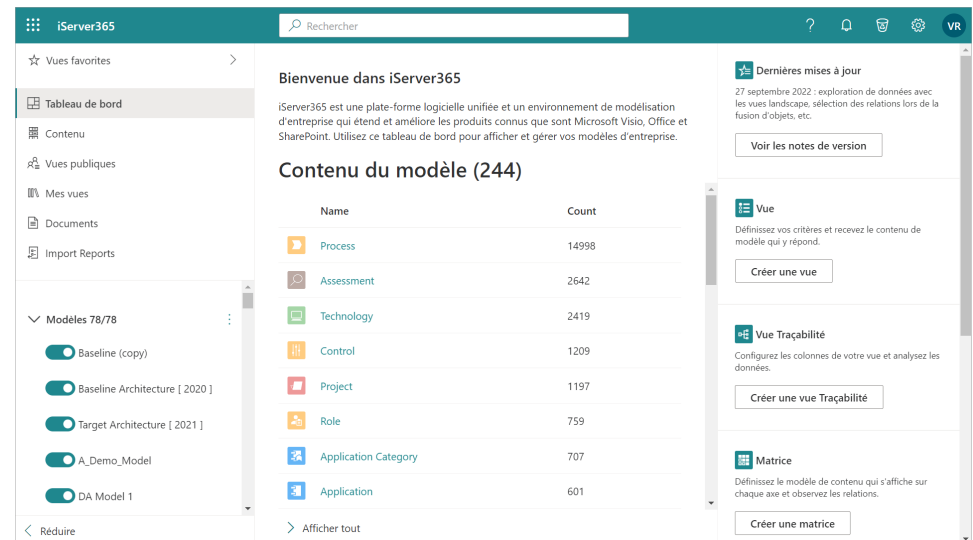 iServer365
Rechercher
?
VR
Vues favorites
Tableau de bord
Contenu
Vues publiques
Mes vues
Documents
Import Reports
Modèles 78/78
Baseline (copy)
Baseline Architecture [ 2020 ]
Target Architecture [ 2021 ]
A_Demo_Model
DA Model 1
Réduire
Bienvenue dans iServer365
iServer365 est une plate-forme logicielle unifiée et un environnement de modélisation
d'entreprise qui étend et améliore les produits connus que sont Microsoft Visio, Office et
SharePoint. Utilisez ce tableau de bord pour afficher et gérer vos modèles d'entreprise.
Contenu du modèle (244)
Name Count
Process 14998
Assessment 2642
Technology 2419
Control 1209
Project 1197
Role 759
Application Category 707
Application 601
Afficher tout
Dernières mises à jour
27 septembre 2022 : exploration de données avec
les vues landscape, sélection des relations lors de la
fusion d'objets, etc.
Voir les notes de version
Vue
Définissez vos critères et recevez le contenu de
modèle qui y répond.
Créer une vue
Vue Traçabilité
Configurez les colonnes de votre vue et analysez les
données.
Créer une vue Traçabilité
Matrice
Définissez le modèle de contenu qui s'affiche sur
chaque axe et observez les relations.
Créer une matrice